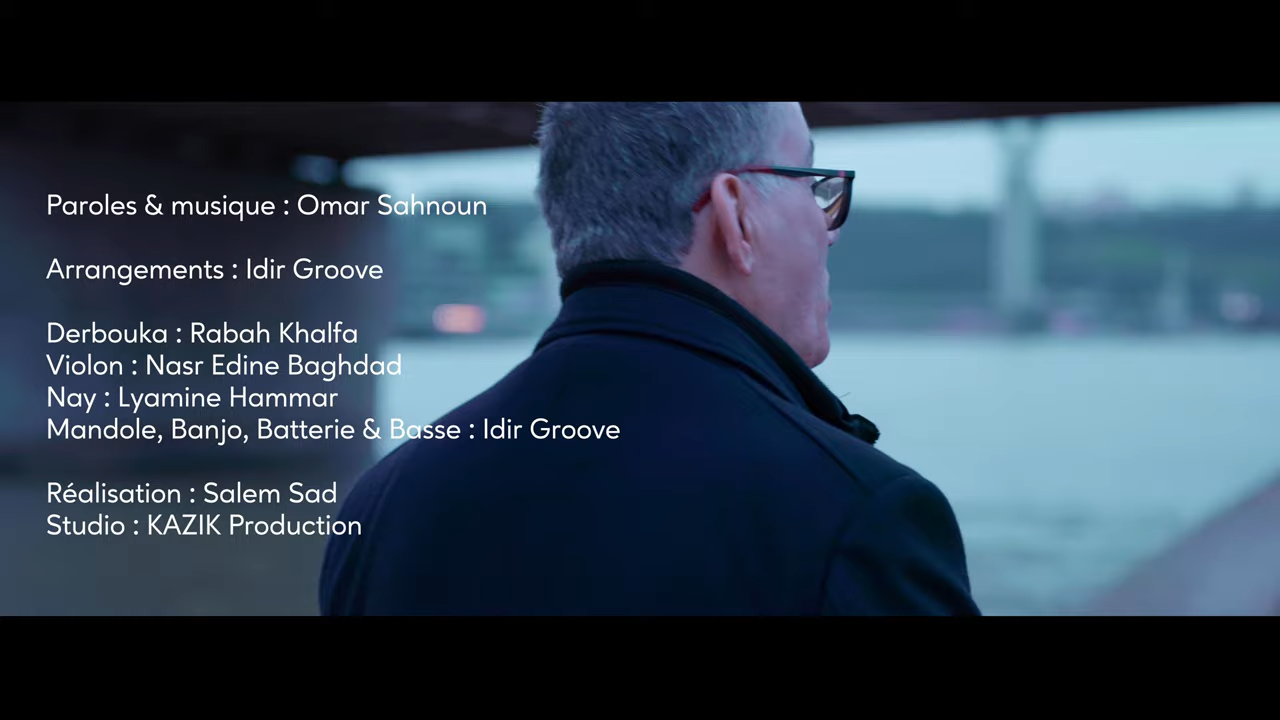 Paroles & musique : Omar Sahnoun
Arrangements : Idir Groove
Derbouka : Rabah Khalfa
Violon : Nasr Edine Baghdad
Nay : Lyamine Hammar
Mandole, Banjo, Batterie & Basse : Idir Groove
Réalisation : Salem Sad
Studio : KAZIK Production